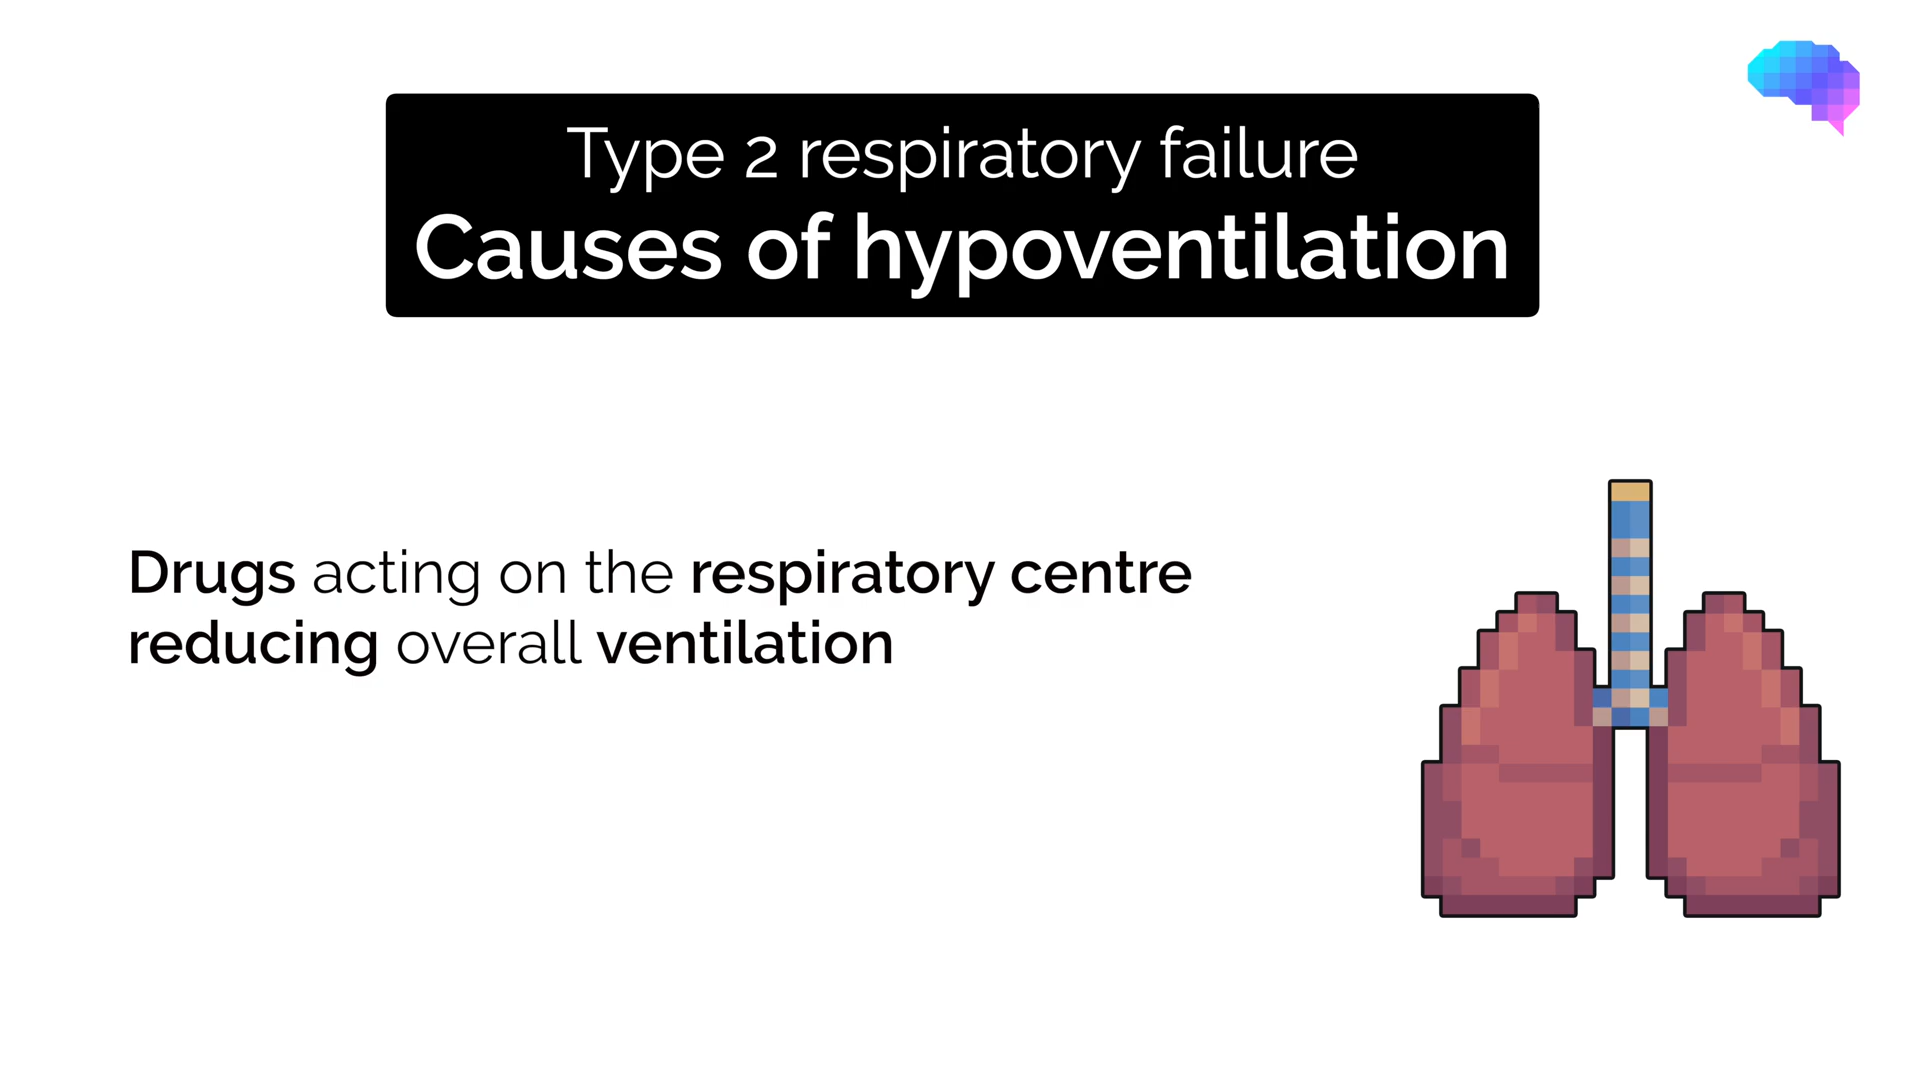 Type 2 respiratory failure
Causes of hypoventilation
Drugs acting on the respiratory centre
reducing overall ventilation